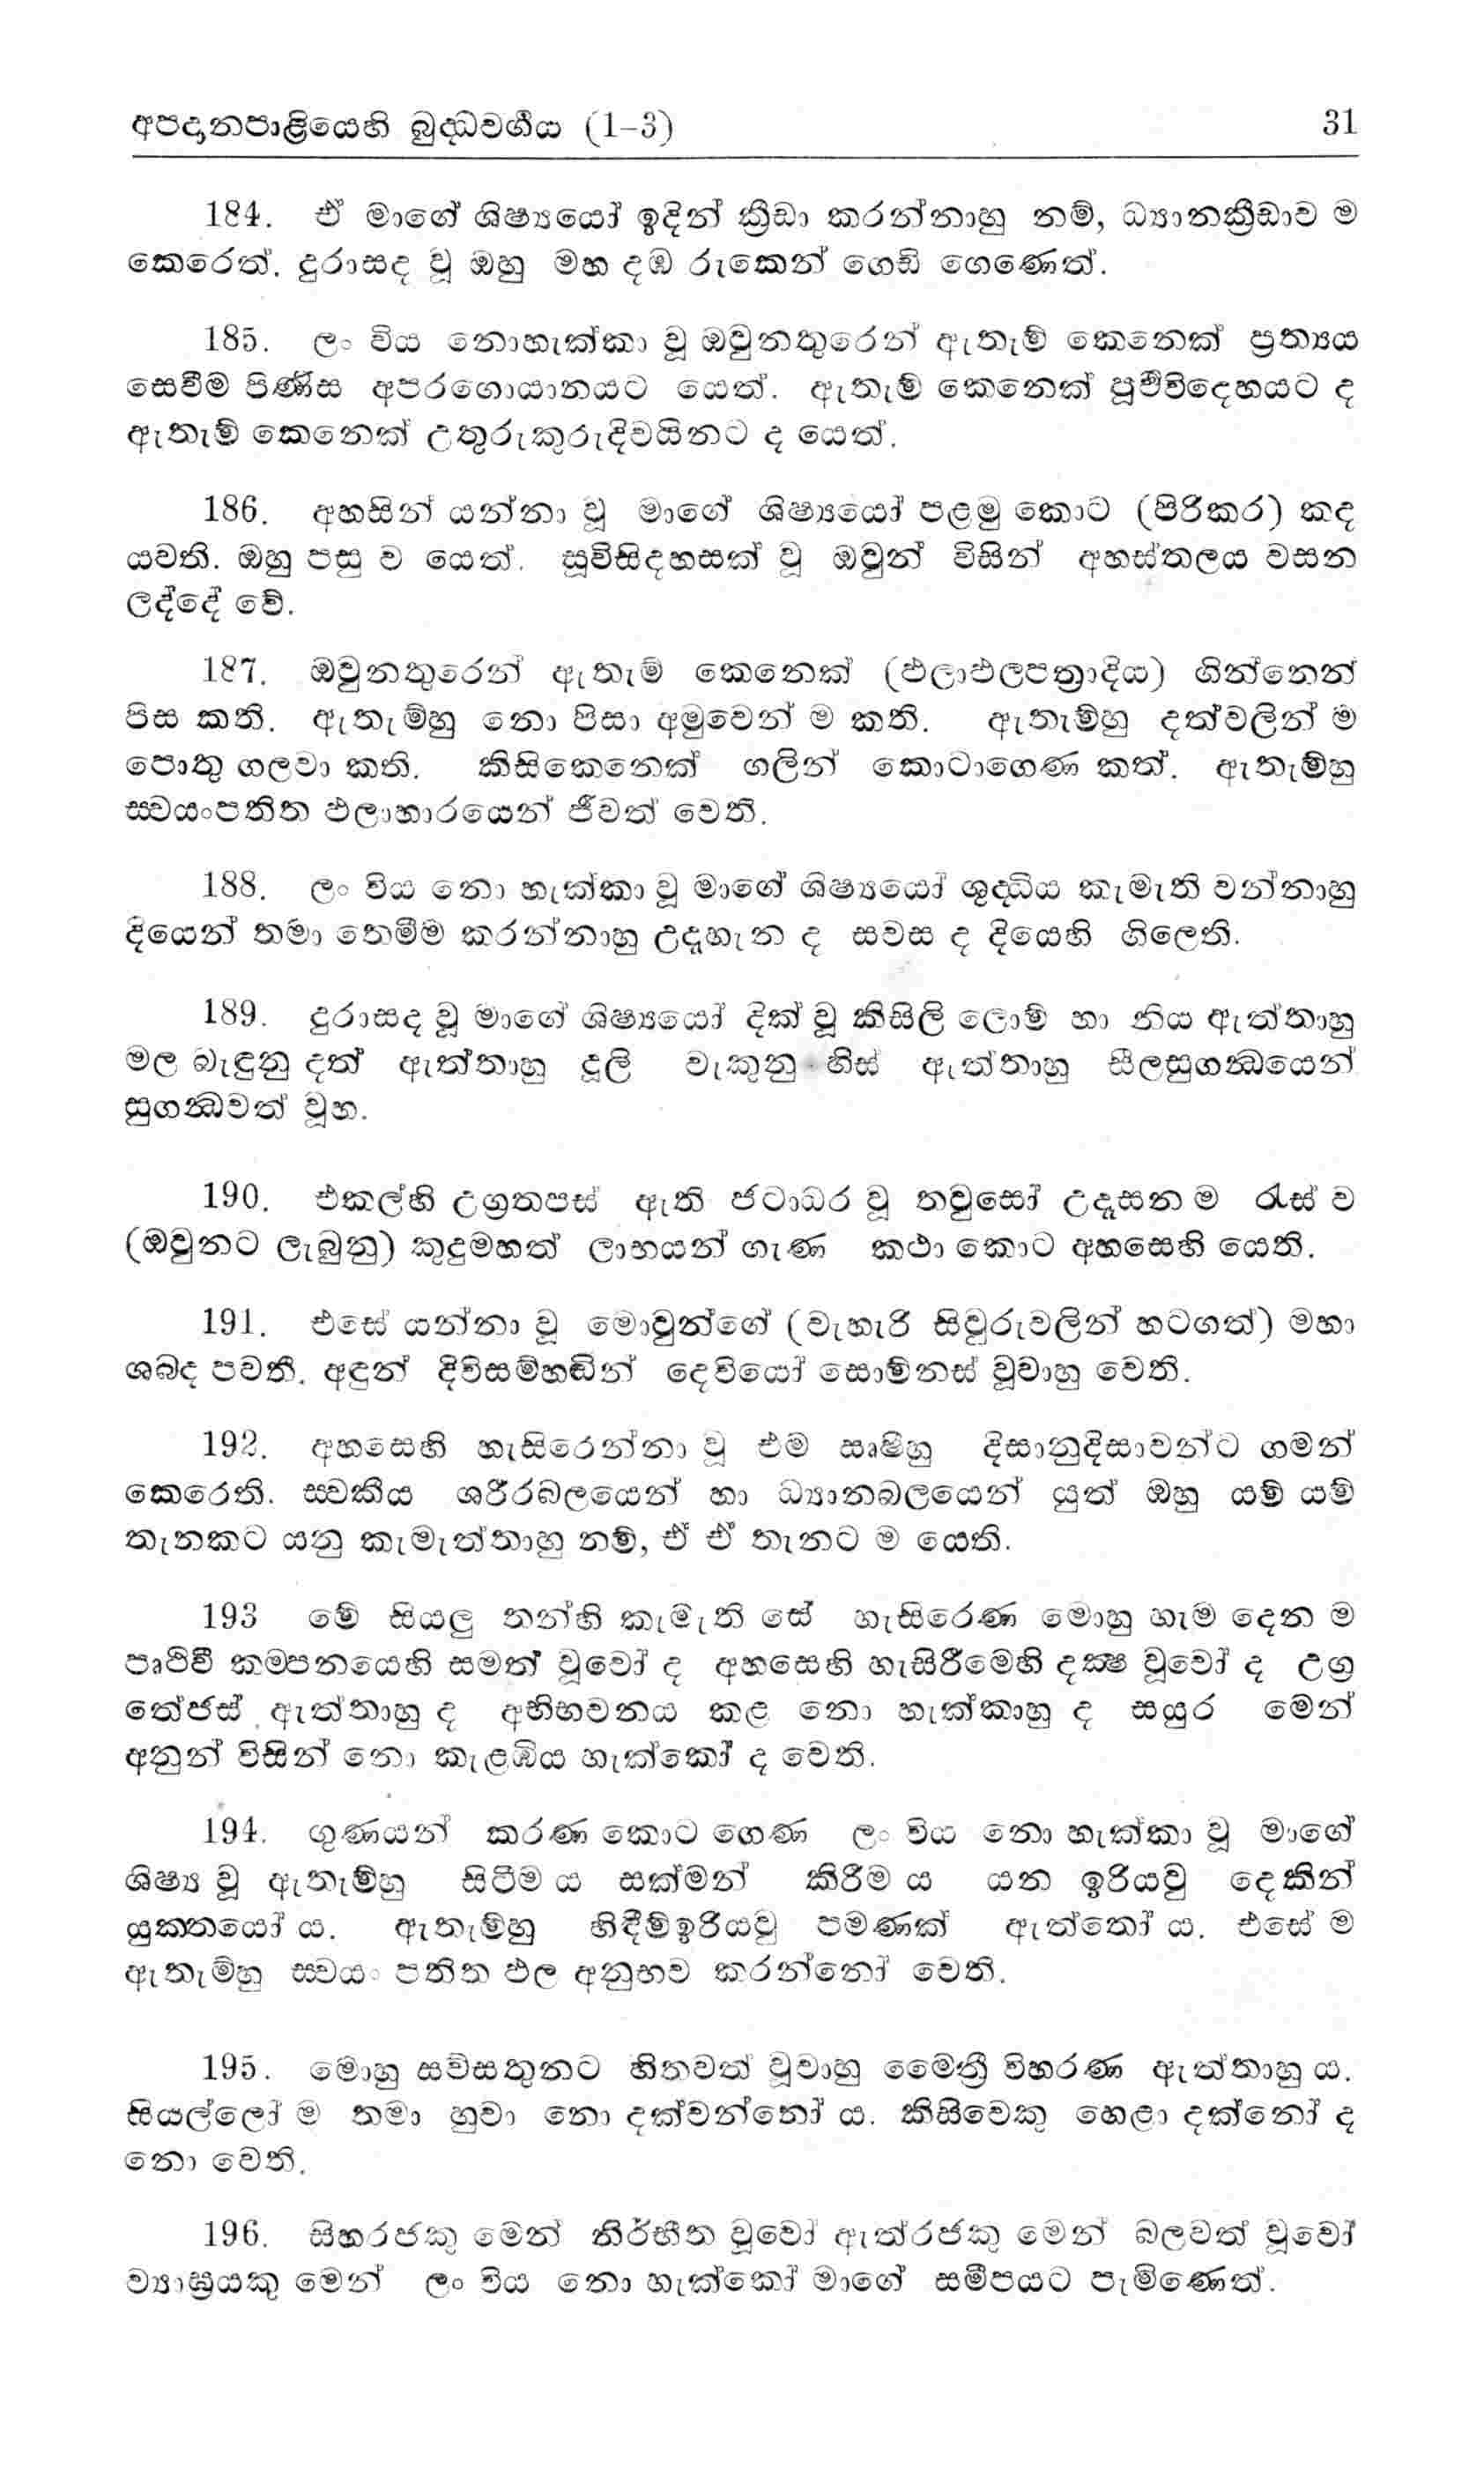 අපදානපාළියෙහි බුද්ධවර්ගය (1–3) 31
184. ඒ මාගේ ශිෂ්‍යයෝ ඉදින් ක්‍රීඩා කරන්නාහු නම්, ධ්‍යානක්‍රීඩාව ම
කෙරෙත්. දුරාසද වූ ඔහු මහ දඹ රුකෙන් ගෙඩි ගෙණෙත්.
185. ලං විය නොහැක්කා වූ ඔවුනතුරෙන් ඇතැම් කෙනෙක් ප්‍රත්‍යය
සෙවීම පිණිස අපරගොයානයට යෙත්. ඇතැම් කෙනෙක් පූර්‍වවිදෙහයට ද
ඇතැම් කෙනෙක් උතුරුකුරුදිවයිනට ද යෙත්.
186. අහසින් යන්නා වූ මාගේ ශිෂ්‍යයෝ පළමු කොට (පිරිකර) කද
යවති. ඔහු පසු ව යෙත්. සූවිසිදහසක් වූ ඔවුන් විසින් අහස්තලය වසන
ලද්දේ වේ.
187. ඔවුනතුරෙන් ඇතැම් කෙනෙක් (ඵලාඵලපත්‍රාදිය) ගින්නෙන්
පිස කති. ඇතැම්හු නො පිසා අමුවෙන් ම කති. ඇතැම්හු දත්වලින් ම
පොතු ගලවා කති. කිසිකෙනෙක් ගලින් කොටාගෙණ කත්. ඇතැම්හු
ස්වයංපතිත ඵලාහාරයෙන් ජීවත් වෙති.
188. ලං විය නො හැක්කා වූ මාගේ ශිෂ්‍යයෝ ශුද්ධිය කැමැති වන්නාහු
දියෙන් තමා තෙමීම කරන්නාහු උදෑහැන ද සවස ද දියෙහි ගිලෙති.
189. දුරාසද වූ මාගේ ශිෂ්‍යයෝ දික් වූ කිසිලි ලොම් හා නිය ඇත්තාහු
මල බැඳුනු දත් ඇත්තාහු දූලි වැකුනු හිස් ඇත්තාහු සීලසුගන්‍ධයෙන්
සුගන්‍ධවත් වූහ.
190. එකල්හි උග්‍රතපස් ඇති ජටාධර වූ තවුසෝ උදෑසන ම රැස් ව
(ඔවුනට ලැබුනු) කුදුමහත් ලාභයන් ගැණ කථා කොට අහසෙහි යෙති.
191. එසේ යන්නා වූ මොවුන්ගේ (වැහැරි සිවුරුවලින් හටගත්) මහා
ශබ්ද පවතී. අඳුන් දිවිසම්හඬින් දෙවියෝ සොම්නස් වූවාහු වෙති.
192. අහසෙහි හැසිරෙන්නා වූ එම ඍෂිහු දිසානුදිසාවන්ට ගමන්
කෙරෙති. ස්වකීය ශරීරබලයෙන් හා ධ්‍යානබලයෙන් යුත් ඔහු යම් යම්
තැනකට යනු කැමැත්තාහු නම්, ඒ ඒ තැනට ම යෙති.
193 මේ සියලු තන්හි කැමැති සේ හැසිරෙණ මොහු හැම දෙන ම
පෘථිවි කම්පනයෙහි සමත් වූවෝ ද අහසෙහි හැසිරීමෙහි දක්‍ෂ වූවෝ ද උග්‍ර
තේජස් ඇත්තාහු ද අභිභවනය කළ නො හැක්කාහු ද සයුර මෙන්
අනුන් විසින් නො කැළඹිය හැක්කෝ ද වෙති.
194. ගුණයන් කරණ කොට ගෙණ ලං විය නො හැක්කා වූ මාගේ
ශිෂ්‍ය වූ ඇතැම්හු සිටීම ය සක්මන් කිරීම ය යන ඉරියවු දෙකින්
යුක්තයෝ ය. ඇතැම්හු හිඳීම්ඉරියවු පමණක් ඇත්තෝ ය. එසේ ම
ඇතැම්හු ස්වයං පතිත ඵල අනුභව කරන්නෝ වෙති.
195. මොහු සව්සතුනට හිතවත් වූවාහු මෛත්‍රී විහරණ ඇත්තාහු ය.
සියල්ලෝ ම තමා හුවා නො දක්වන්නෝ ය. කිසිවෙකු හෙළා දක්නෝ ද
නො වෙති.
196. සිහරජකු මෙන් නිර්භීත වූවෝ ඇත්රජකු මෙන් බලවත් වූවෝ
ව්‍යාඝ්‍රයකු මෙන් ලං විය නො හැක්කෝ මාගේ සමීපයට පැමිණෙත්.